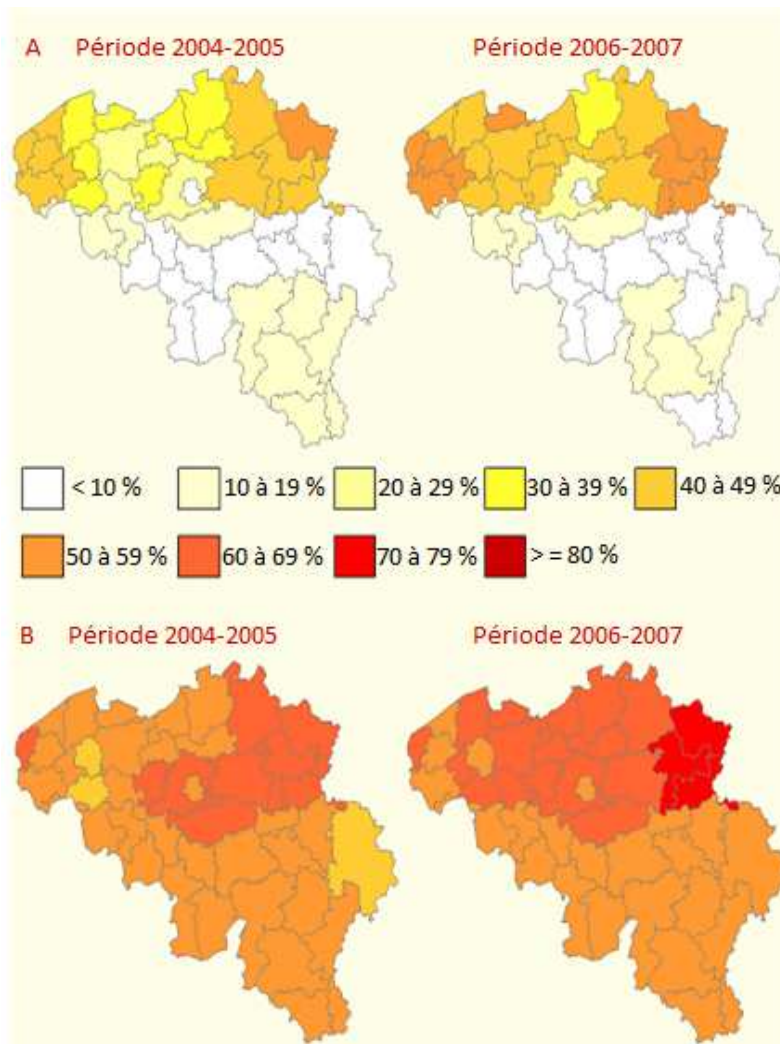 A Période 2004-2005 Période 2006-2007
< 10 % 10 à 19 % 20 à 29 % 30 à 39 % 40 à 49 %
50 à 59 % 60 à 69 % 70 à 79 % > = 80 %
B Période 2004-2005 Période 2006-2007